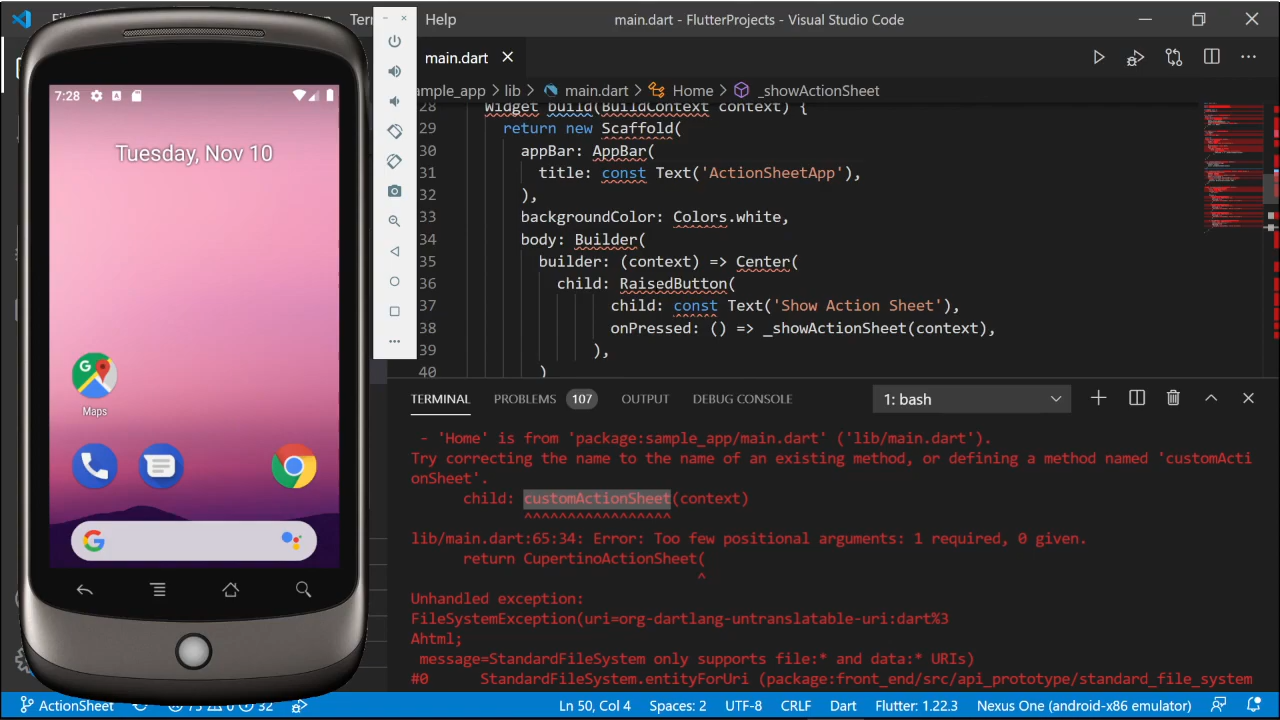 Help
main.dart - FlutterProjects - Visual Studio Code
main.dart
ample_app > lib > main.dart > Home > _showActionSheet
28 Widget build(BuildContext context) {
29 return new Scaffold(
30 appBar: AppBar(
31 title: const Text('ActionSheetApp'),
32 ),
33 backgroundColor: Colors.white,
34 body: Builder(
35 builder: (context) => Center(
36 child: RaisedButton(
37 child: const Text('Show Action Sheet'),
38 onPressed: () => _showActionSheet(context),
39 ),
40 )
TERMINAL PROBLEMS 107 OUTPUT DEBUG CONSOLE 1: bash
- 'Home' is from 'package:sample_app/main.dart' ('lib/main.dart').
Try correcting the name to the name of an existing method, or defining a method named 'customActi
onSheet'.
child: customActionSheet(context)
^^^^^^^^^^^^^^^^^
lib/main.dart:65:34: Error: Too few positional arguments: 1 required, 0 given.
return CupertinoActionSheet(
^
Unhandled exception:
FileSystemException(uri=org-dartlang-untranslatable-uri:dart%3
Ahtml;
message=StandardFileSystem only supports file:* and data:* URIs)
#0 StandardFileSystem.entityForUri (package:front_end/src/api_prototype/standard_file_system
ActionSheet 32 Ln 50, Col 4 Spaces: 2 UTF-8 CRLF Dart Flutter: 1.22.3 Nexus One (android-x86 emulator)
7:28
Tuesday, Nov 10
Maps